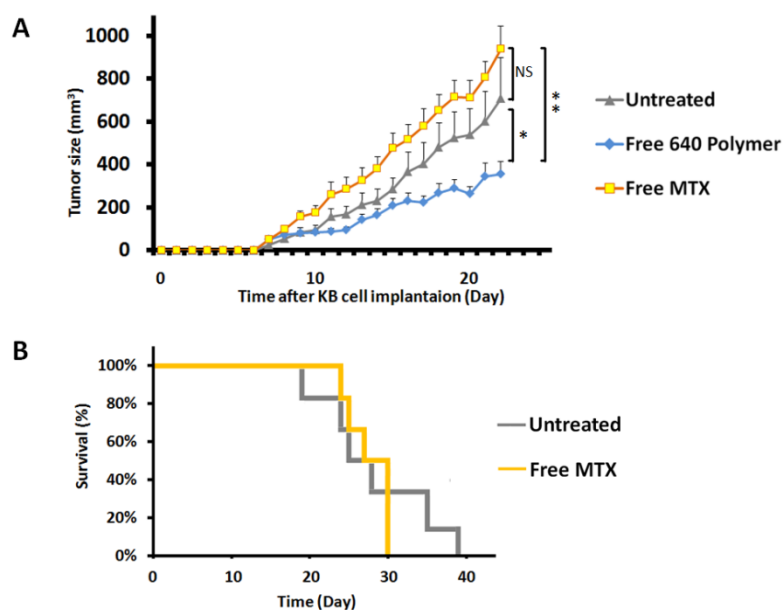 A
1000
800
600
400
200
0
Tumor size (mm³)
0 10 20
Time after KB cell implantaion (Day)
NS
*
**
Untreated
Free 640 Polymer
Free MTX
B
100%
80%
60%
40%
20%
0%
Survival (%)
0 10 20 30 40
Time (Day)
Untreated
Free MTX